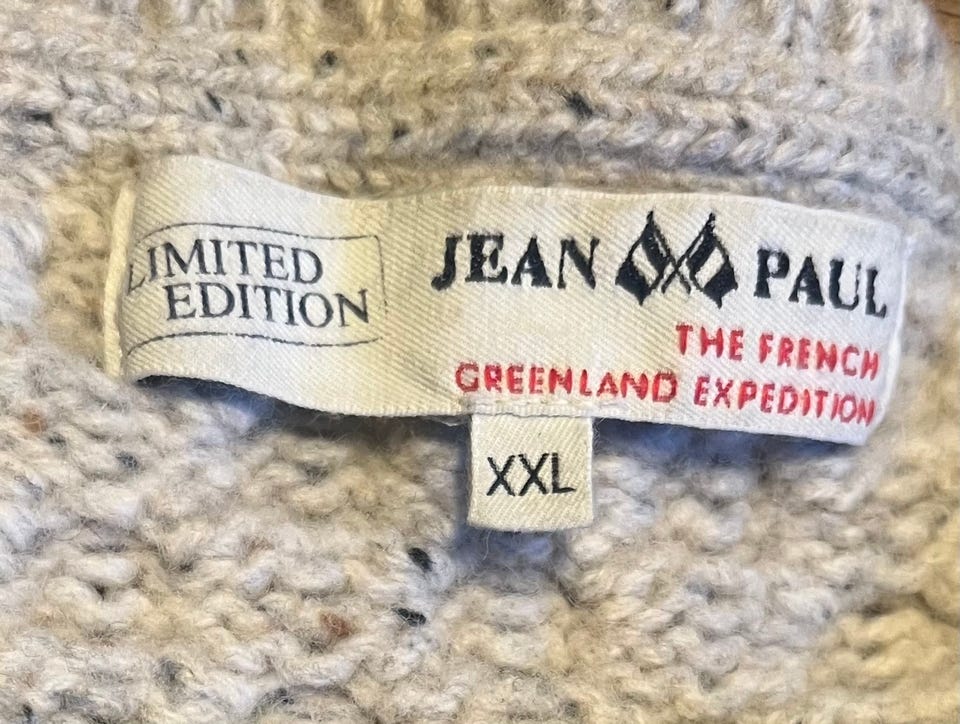 LIMITED
EDITION
JEAN PAUL
THE FRENCH
GREENLAND EXPEDITION
XXL